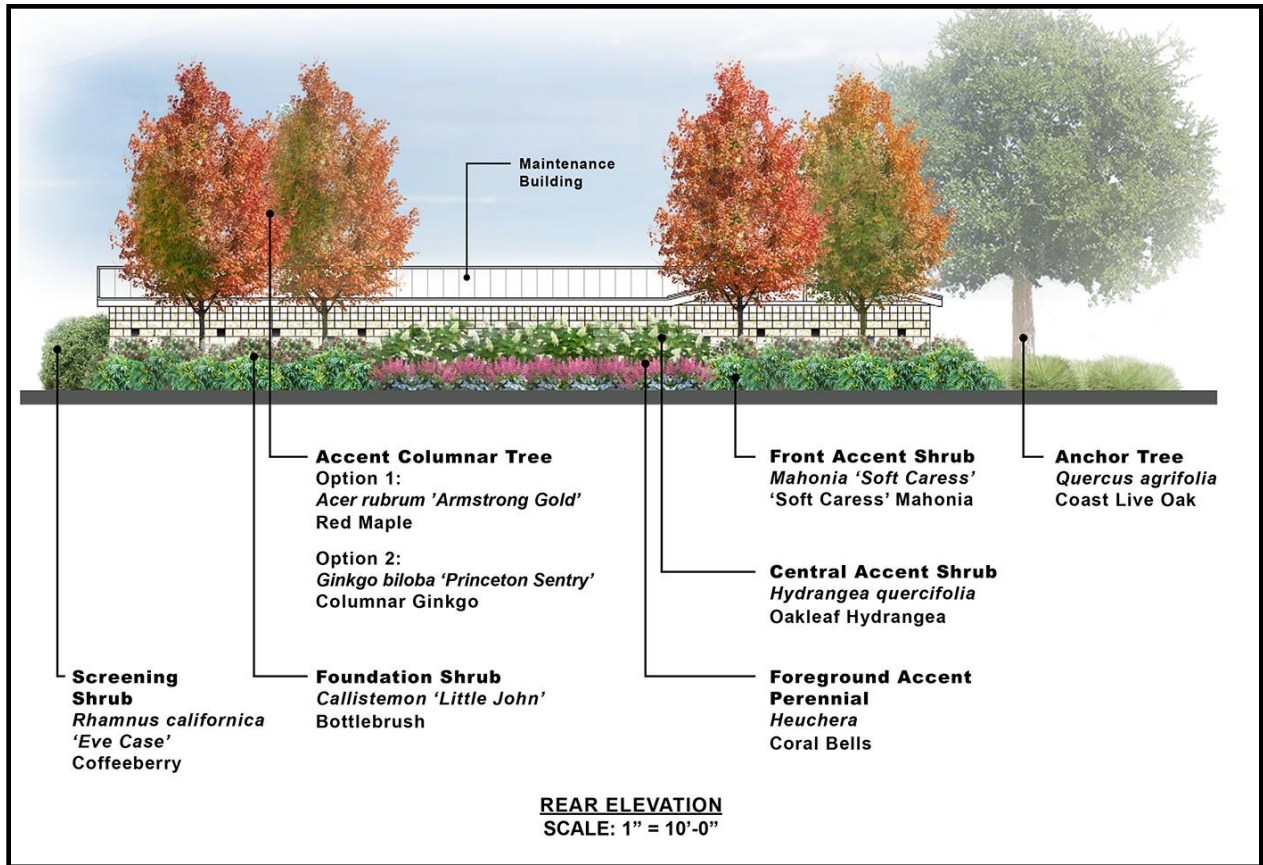 Maintenance
Building
Accent Columnar Tree
Option 1:
Acer rubrum 'Armstrong Gold’
Red Maple
Option 2:
Ginkgo biloba ‘Princeton Sentry’
Columnar Ginkgo
Front Accent Shrub
Mahonia ‘Soft Caress’
‘Soft Caress’ Mahonia
Anchor Tree
Quercus agrifolia
Coast Live Oak
Central Accent Shrub
Hydrangea quercifolia
Oakleaf Hydrangea
Screening
Shrub
Rhamnus californica
‘Eve Case’
Coffeeberry
Foundation Shrub
Callistemon ‘Little John’
Bottlebrush
Foreground Accent
Perennial
Heuchera
Coral Bells
REAR ELEVATION
SCALE: 1” = 10’-0”